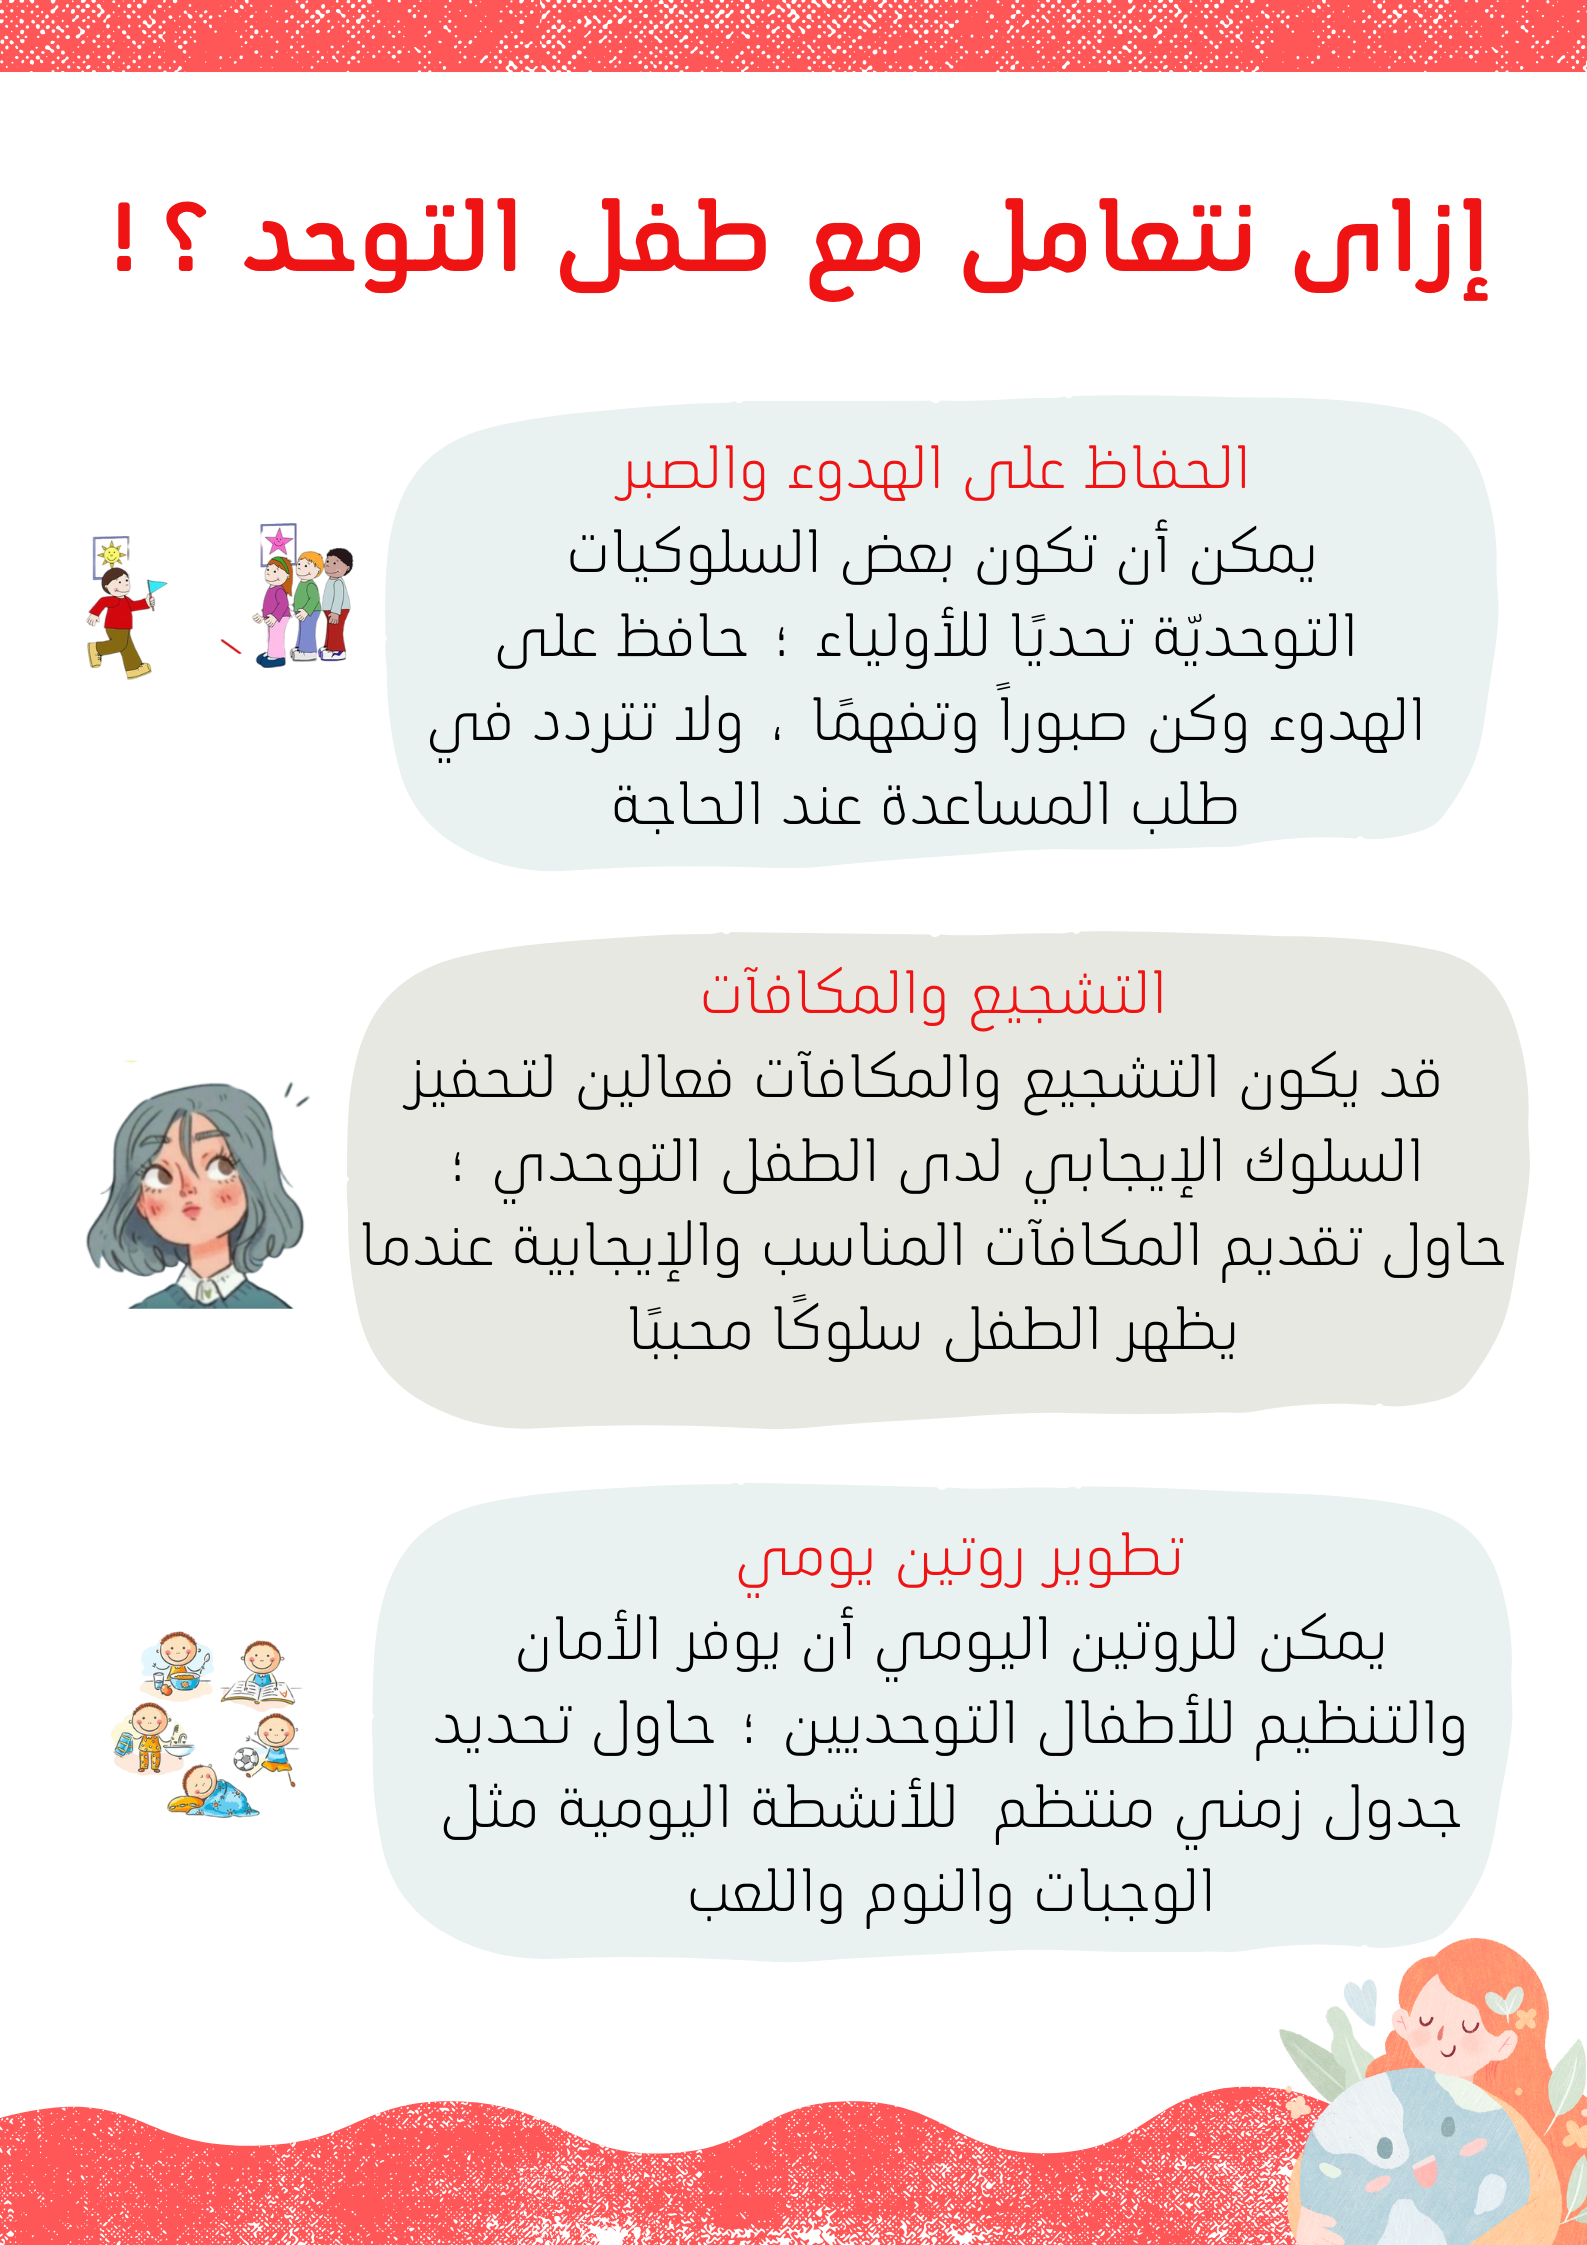 إزاى نتعامل مع طفل التوحد ؟ !
الحفاظ على الهدوء والصبر
يمكن أن تكون بعض السلوكيات
التوحديّة تحديًا للأولياء ؛ حافظ على
الهدوء وكن صبوراً وتفهمًا ، ولا تتردد في
طلب المساعدة عند الحاجة
التشجيع والمكافآت
قد يكون التشجيع والمكافآت فعالين لتحفيز
السلوك الإيجابي لدى الطفل التوحدي ؛
حاول تقديم المكافآت المناسب والإيجابية عندما
يظهر الطفل سلوكًا محببًا
تطوير روتين يومي
يمكن للروتين اليومي أن يوفر الأمان
والتنظيم للأطفال التوحديين ؛ حاول تحديد
جدول زمني منتظم للأنشطة اليومية مثل
الوجبات والنوم واللعب